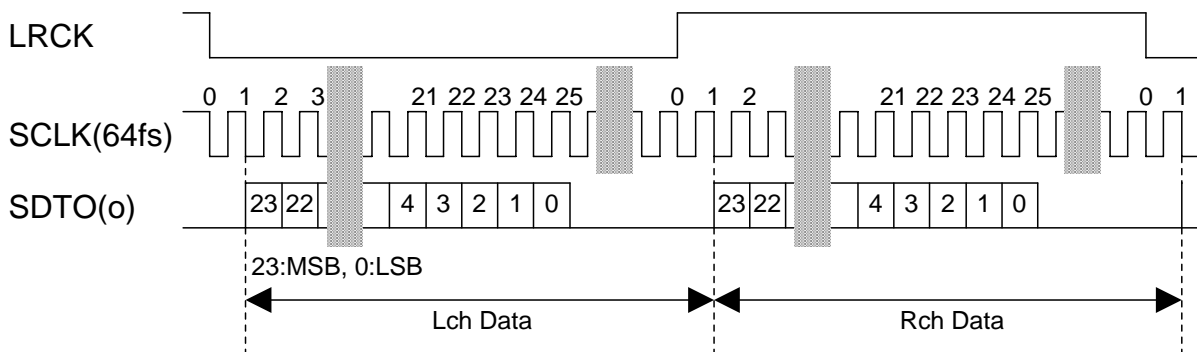 LRCK
0 1 2 3 21 22 23 24 25 0 1 2 21 22 23 24 25 0 1
SCLK(64fs)
SDTO(o) 23 22 4 3 2 1 0 23 22 4 3 2 1 0
23:MSB, 0:LSB
Lch Data Rch Data